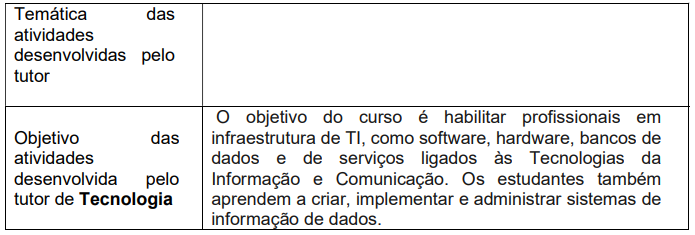 Temática das
atividades
desenvolvidas pelo
tutor
Objetivo das
atividades
desenvolvida pelo
tutor de Tecnologia
O objetivo do curso é habilitar profissionais em
infraestrutura de TI, como software, hardware, bancos de
dados e de serviços ligados às Tecnologias da
Informação e Comunicação. Os estudantes também
aprendem a criar, implementar e administrar sistemas de
informação de dados.